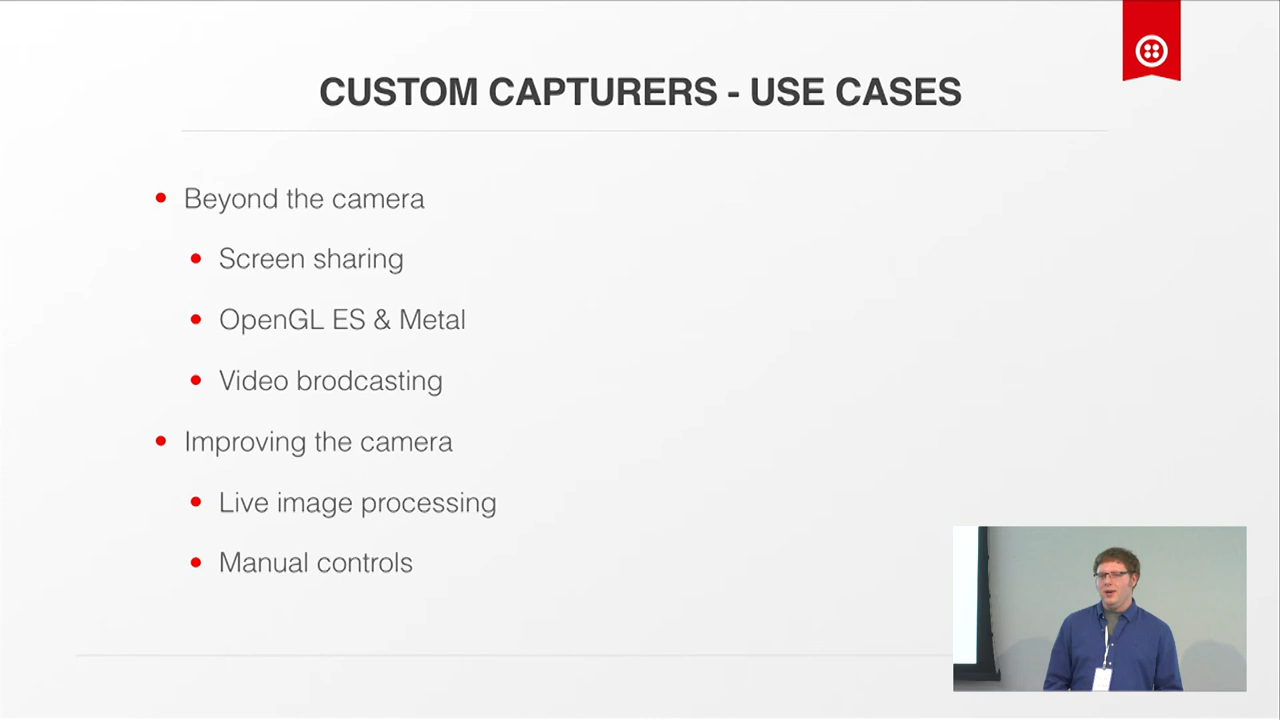 CUSTOM CAPTURERS - USE CASES
Beyond the camera
Screen sharing
OpenGL ES & Metal
Video brodcasting
Improving the camera
Live image processing
Manual controls